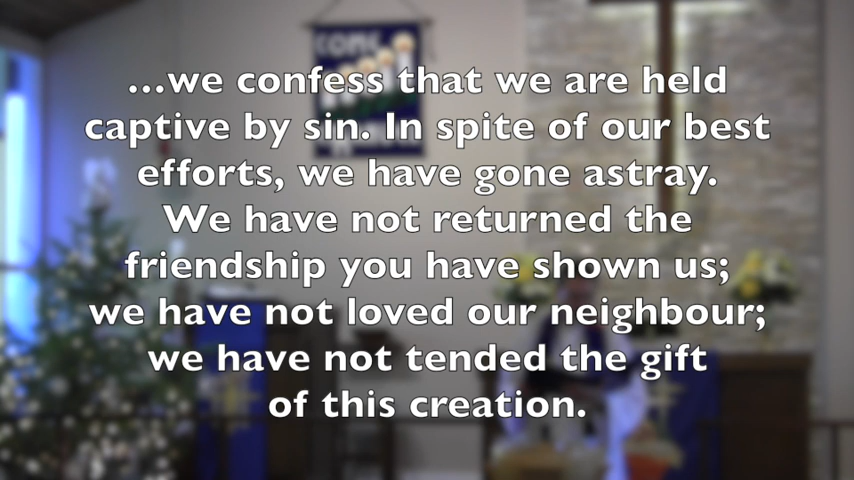 ...we confess that we are held
captive by sin. In spite of our best
efforts, we have gone astray.
We have not returned the
friendship you have shown us;
we have not loved our neighbour;
we have not tended the gift
of this creation.